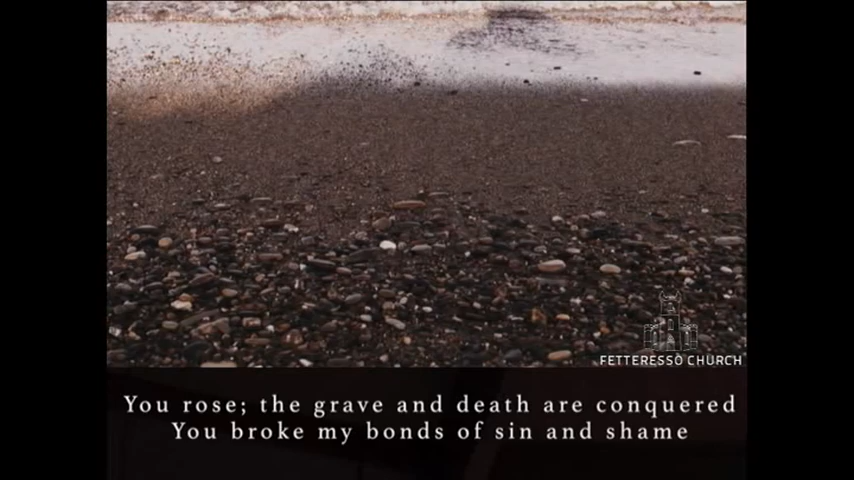 FETTERESSO CHURCH
You rose; the grave and death are conquered
You broke my bonds of sin and shame